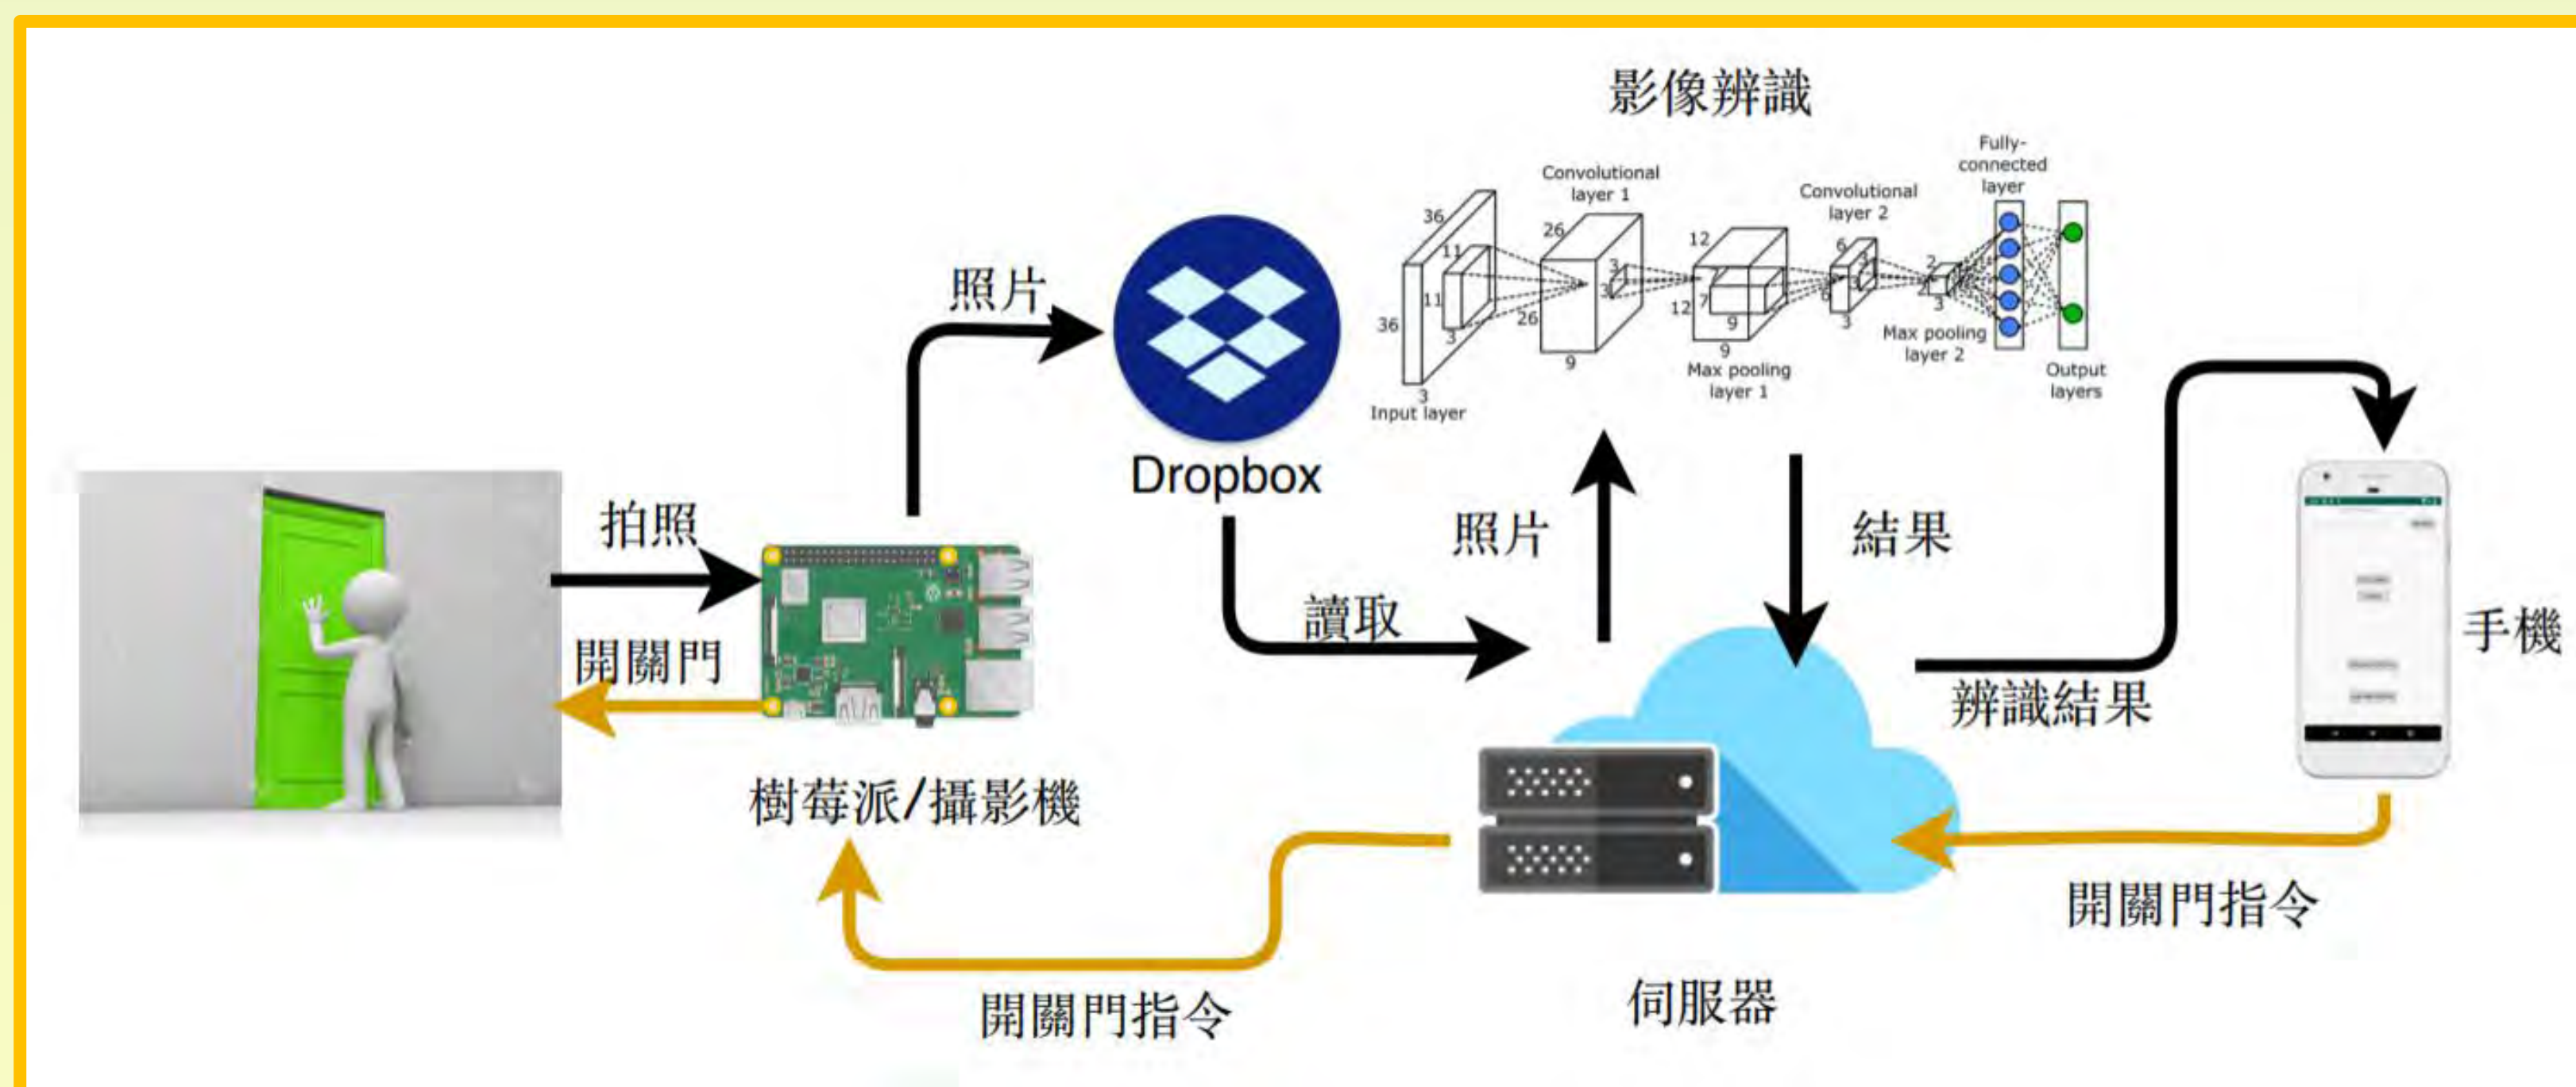 影像辨識
Fully-
connected
layer
Convolutional
layer 1
Convolutional
layer 2
36
11
11
36
3
3
Input layer
26
26
3
3
9
12
12
7
9
9
Max pooling
layer 1
6
6
3
2
3
Max pooling
layer 2
Output
layers
照片
Dropbox
拍照
開關門
樹莓派/攝影機
讀取
照片
結果
辨識結果
手機
開關門指令
開關門指令
伺服器